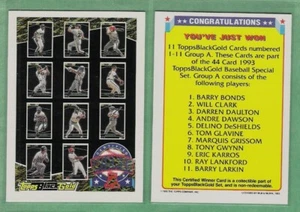 Topps Black Gold
CONGRATULATIONS
YOU'VE JUST WON
11 ToppsBlackGold Cards numbered
1-11 Group A. These Cards are
part of the 44 Card 1993
ToppsBlackGold Baseball Special
Set. Group A consists of the
following players:
1. BARRY BONDS
2. WILL CLARK
3. DARREN DAULTON
4. ANDRE DAWSON
5. DELINO DeSHIELDS
6. TOM GLAVINE
7. MARQUIS GRISSOM
8. TONY GWYNN
9. ERIC KARROS
10. RAY LANKFORD
11. BARRY LARKIN
This Certified Winner Card is a collectible part of
your ToppsBlackGold Set, and is non-redeemable.